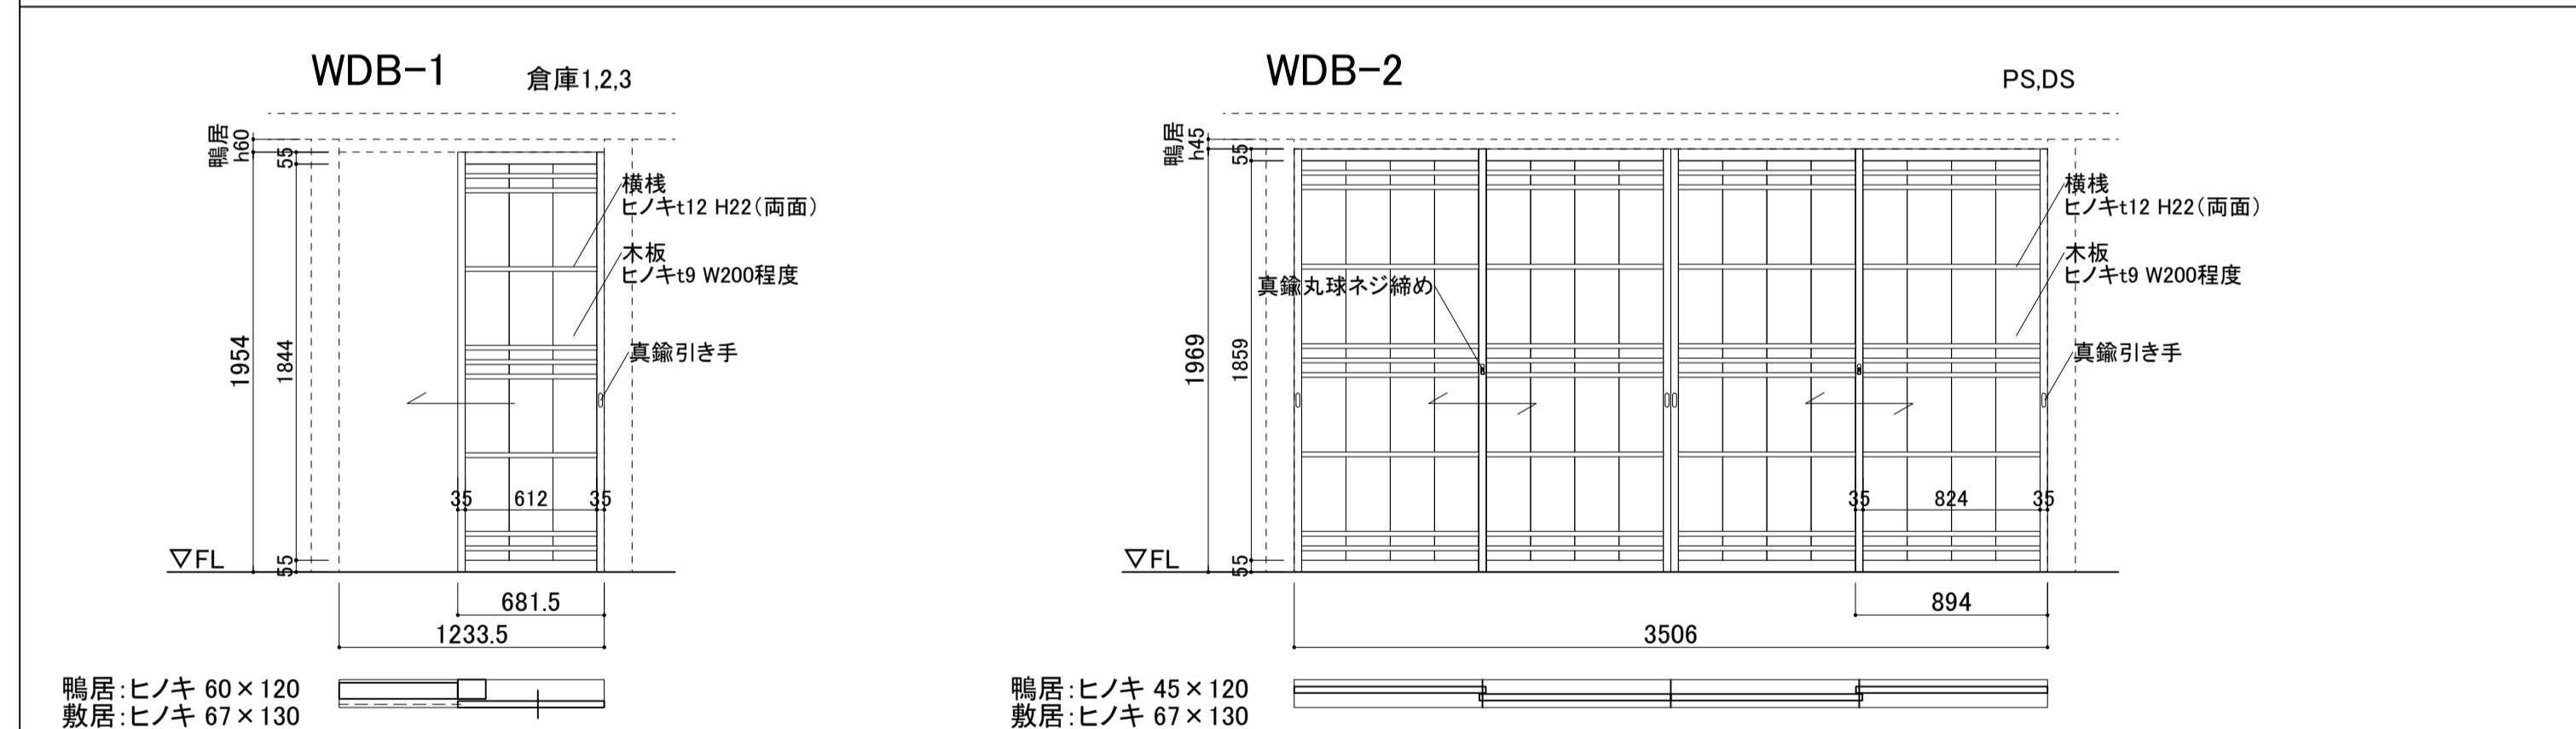 WDB-1
倉庫1,2,3
鴨居
h60
55
1954
1844
55
横桟
ヒノキt12 H22(両面)
木板
ヒノキt9 W200程度
真鍮引き手
35
612
35
▽FL
681.5
1233.5
鴨居:ヒノキ 60×120
敷居:ヒノキ 67×130
WDB-2
PS,DS
鴨居
h45
55
1969
1859
55
真鍮丸球ネジ締め
横桟
ヒノキt12 H22(両面)
木板
ヒノキt9 W200程度
真鍮引き手
35
824
35
▽FL
894
3506
鴨居:ヒノキ 45×120
敷居:ヒノキ 67×130